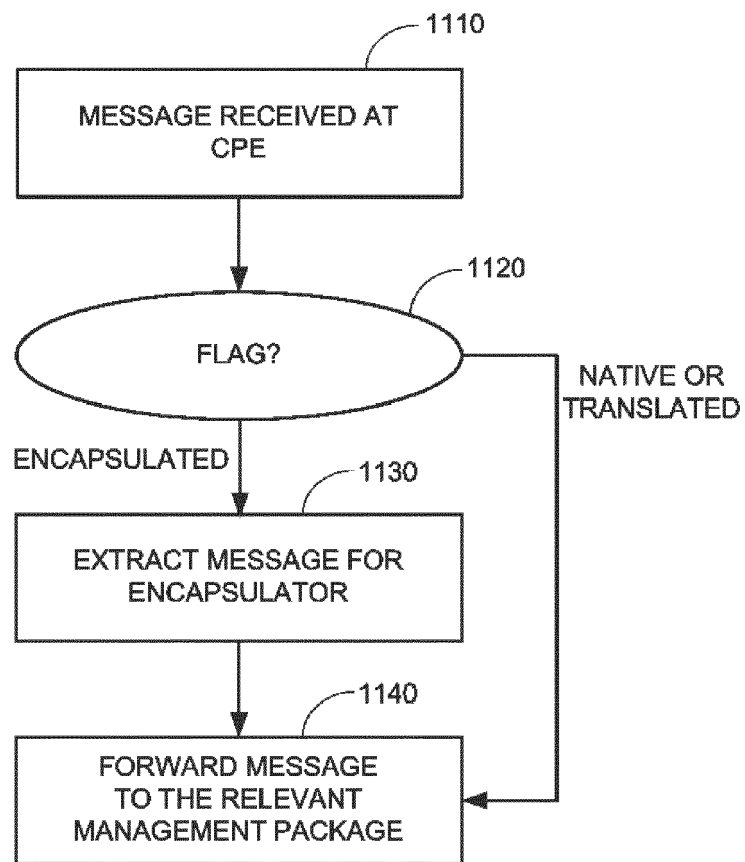 1110
MESSAGE RECEIVED AT
CPE
1120
FLAG?
NATIVE OR
TRANSLATED
ENCAPSULATED
1130
EXTRACT MESSAGE FOR
ENCAPSULATOR
1140
FORWARD MESSAGE
TO THE RELEVANT
MANAGEMENT PACKAGE